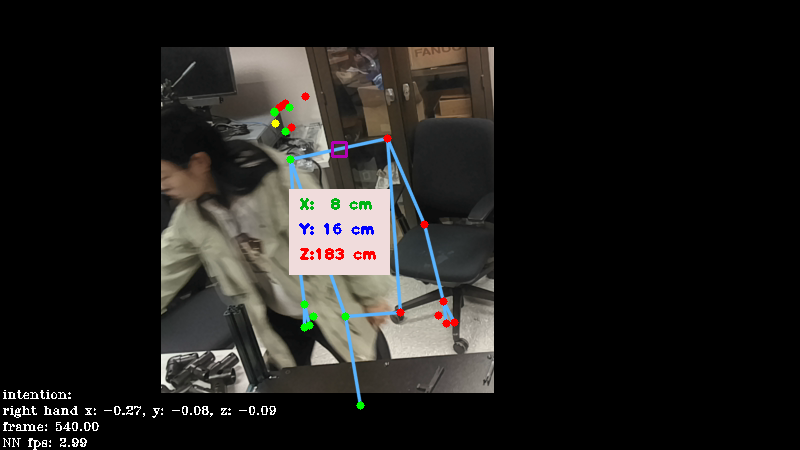 FANUC
X: 8 cm
Y: 16 cm
Z:183 cm
intention:
right hand x: −0.27, y: −0.08, z: −0.09
frame: 540.00
NN fps: 2.99